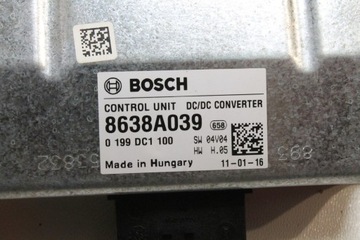 BOSCH
CONTROL UNIT DC/DC CONVERTER
8638A039 658
0 199 DC1 100 SW 04V04
HW H.05
Made in Hungary 11-01-16